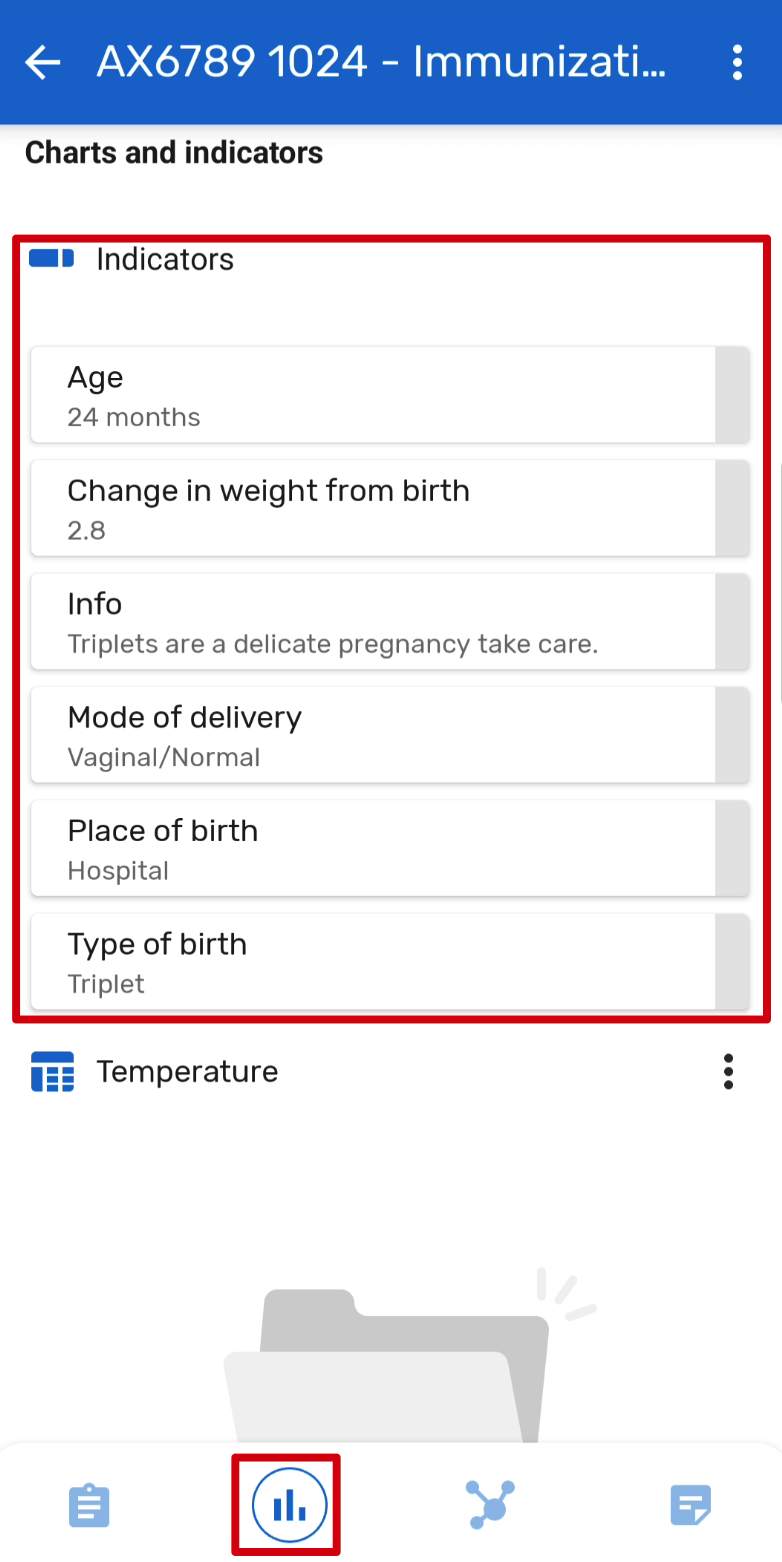 AX6789 1024 - Immunizati...
Charts and indicators
Indicators
Age
24 months
Change in weight from birth
2.8
Info
Triplets are a delicate pregnancy take care.
Mode of delivery
Vaginal/Normal
Place of birth
Hospital
Type of birth
Triplet
Temperature